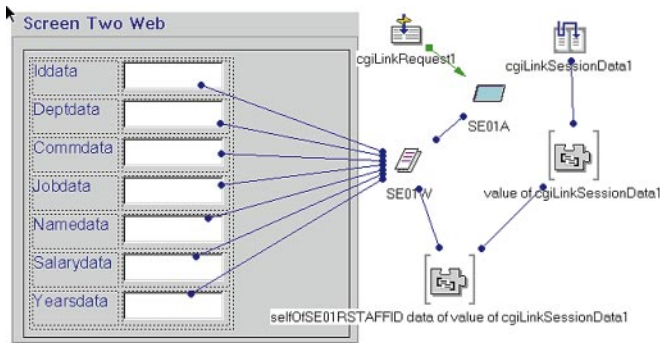 Screen Two Web
Iddata
Deptdata
Commdata
Jobdata
Namedata
Salarydata
Yearsdata
cgiLinkRequest1
cgiLinkSessionData1
SE01A
SE01W
value of cgiLinkSessionData1
selfOfSE01RSTAFFID data of value of cgiLinkSessionData1